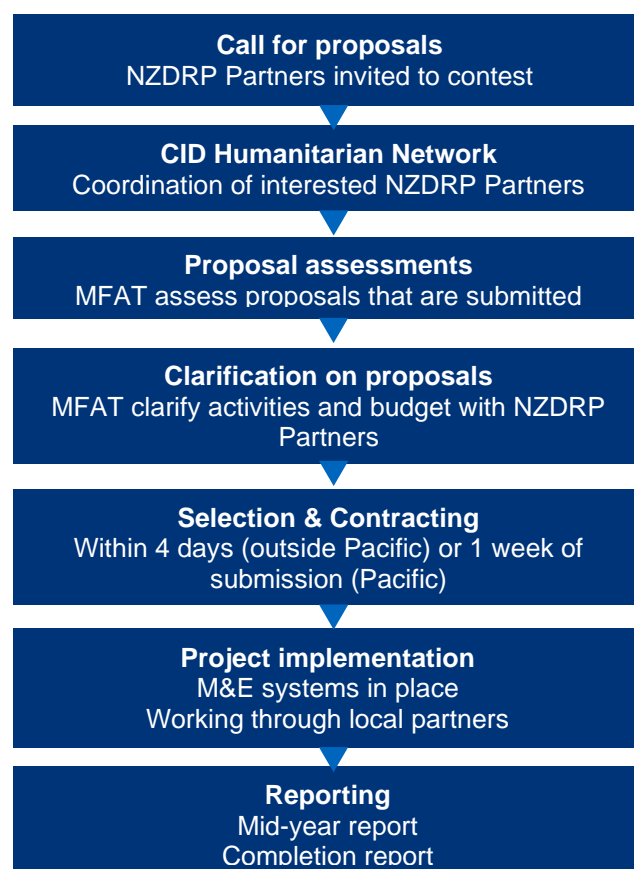 Call for proposals
NZDRP Partners invited to contest
CID Humanitarian Network
Coordination of interested NZDRP Partners
Proposal assessments
MFAT assess proposals that are submitted
Clarification on proposals
MFAT clarify activities and budget with NZDRP
Partners
Selection & Contracting
Within 4 days (outside Pacific) or 1 week of
submission (Pacific)
Project implementation
M&E systems in place
Working through local partners
Reporting
Mid-year report
Completion report